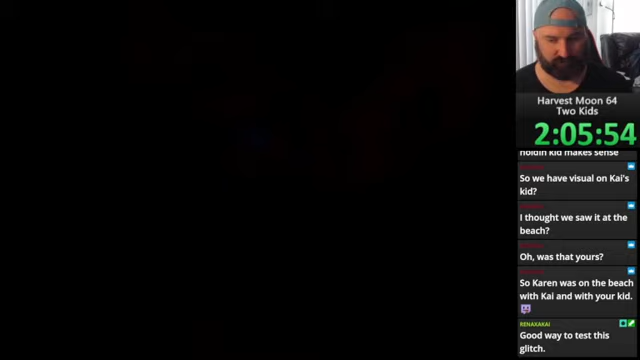 Harvest Moon 64
Two Kids
2:05:54
holdin kid makes sense
So we have visual on Kai's
kid?
I thought we saw it at the
beach?
Oh, was that yours?
So Karen was on the beach
with Kai and with your kid.
RENAXAKAI
Good way to test this
glitch.